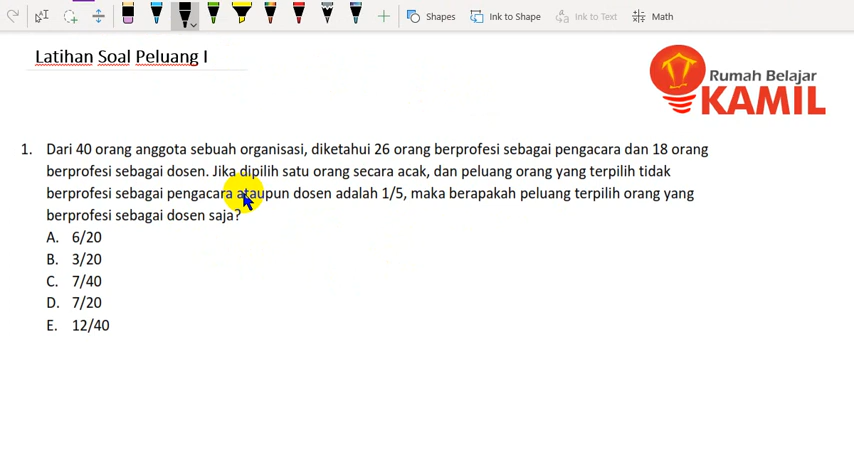 Shapes Ink to Shape Ink to Text Math
Latihan Soal Peluang I
Rumah Belajar
KAMIL
1. Dari 40 orang anggota sebuah organisasi, diketahui 26 orang berprofesi sebagai pengacara dan 18 orang
berprofesi sebagai dosen. Jika dipilih satu orang secara acak, dan peluang orang yang terpilih tidak
berprofesi sebagai pengacara ataupun dosen adalah 1/5, maka berapakah peluang terpilih orang yang
berprofesi sebagai dosen saja?
A. 6/20
B. 3/20
C. 7/40
D. 7/20
E. 12/40